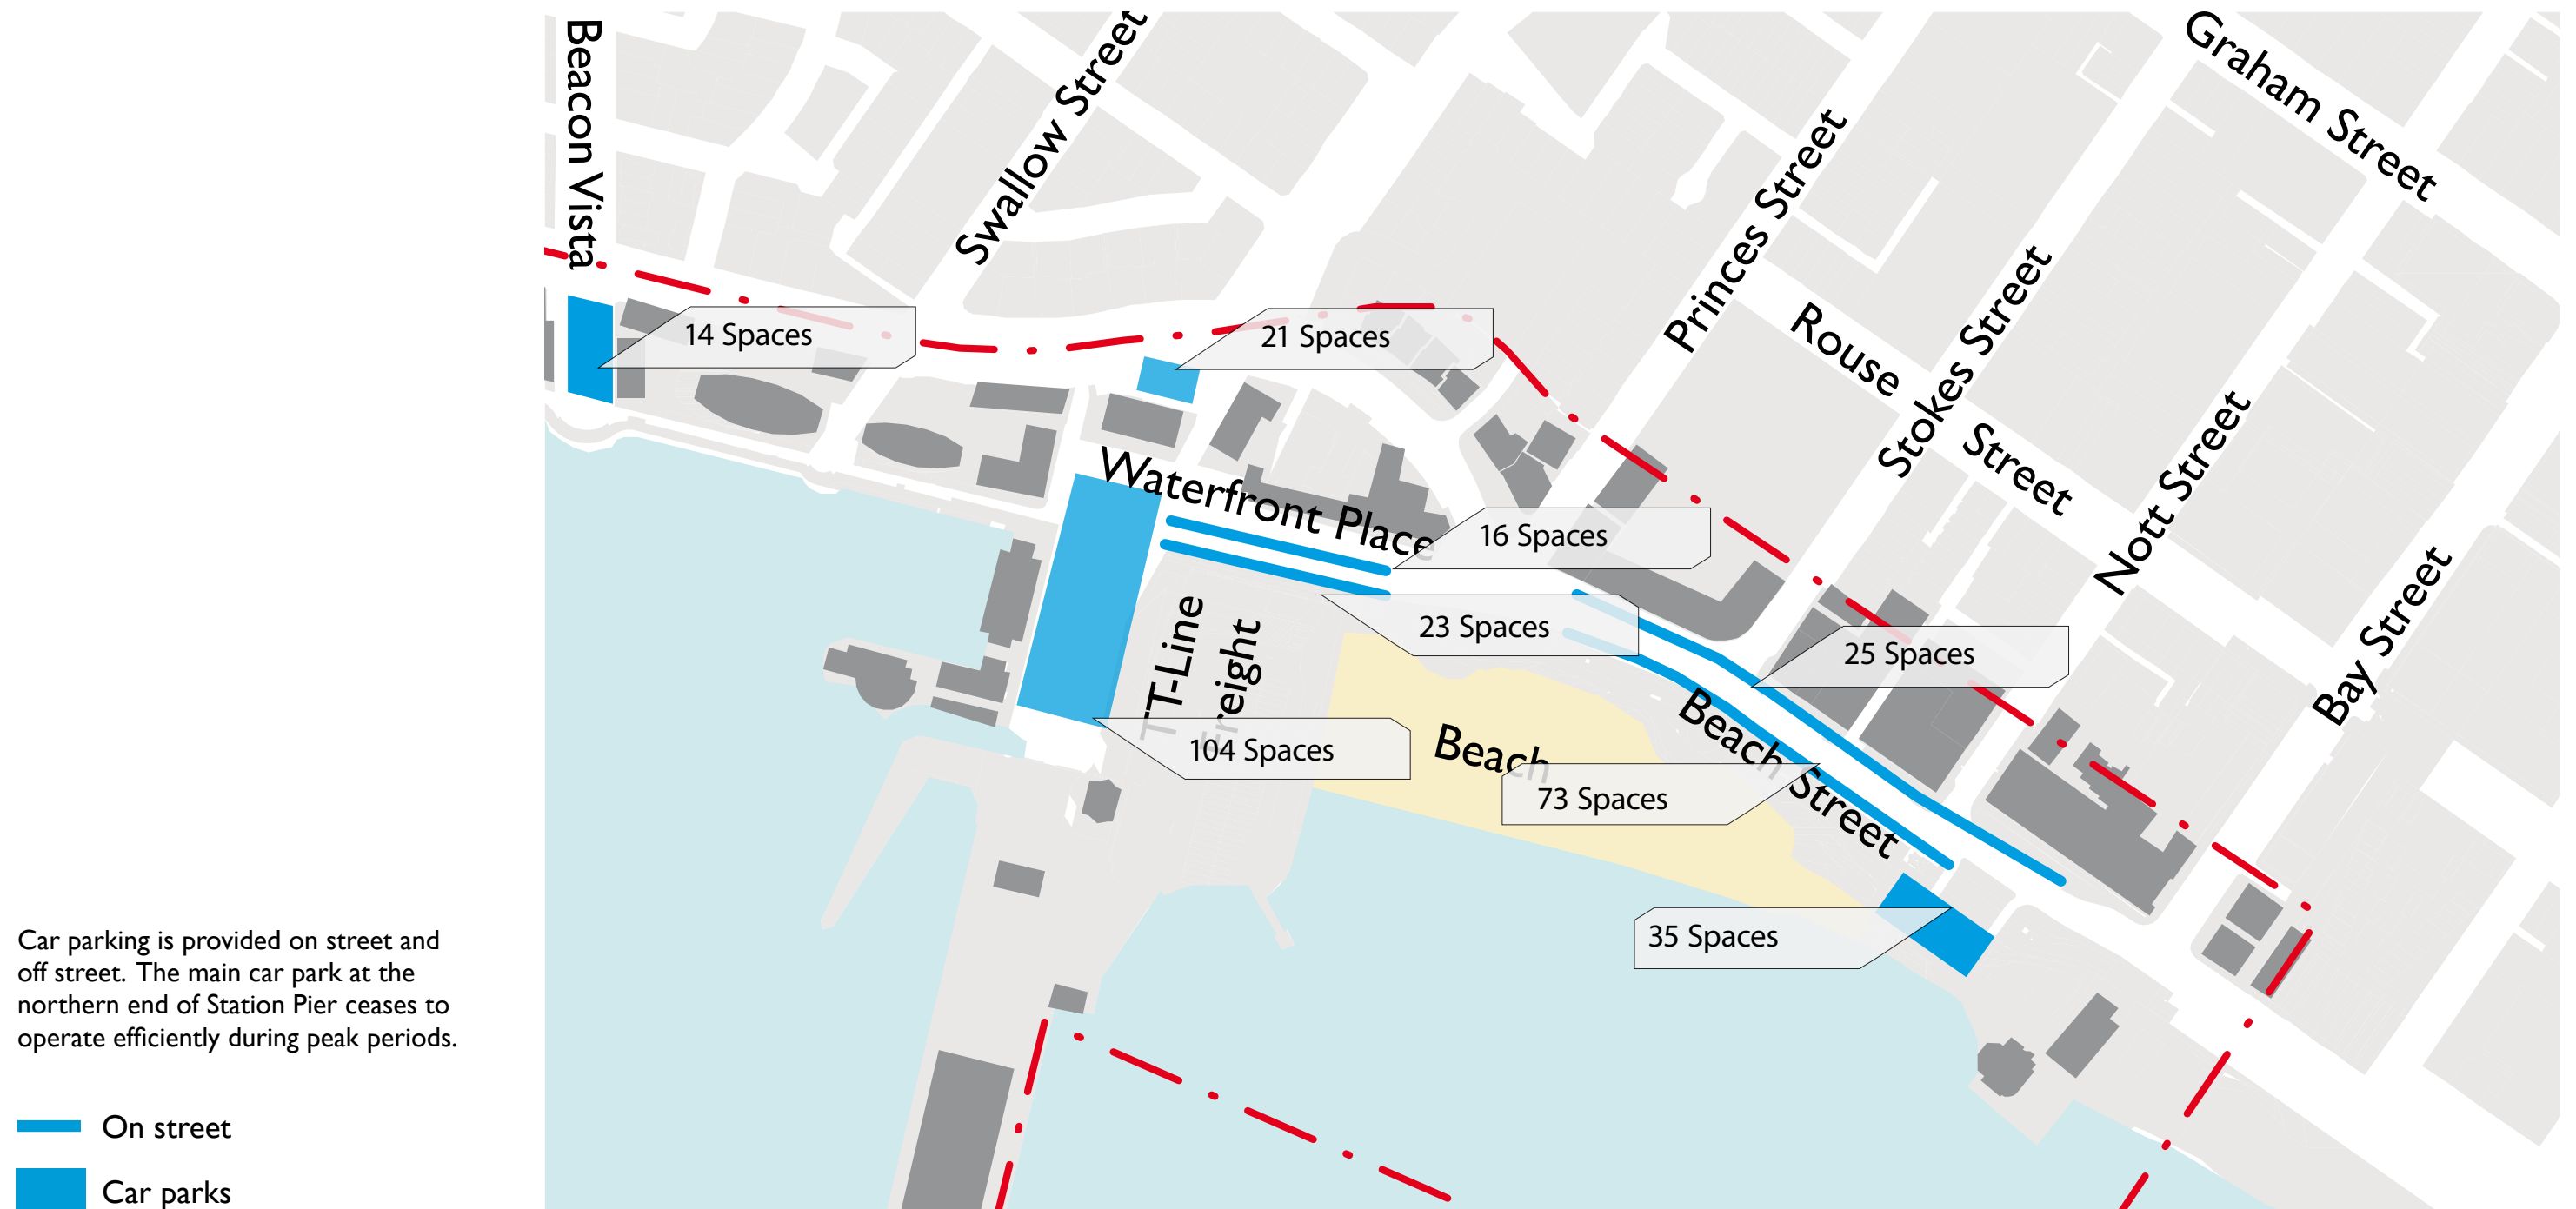 Beacon Vista
Swallow Street
Graham Street
Princes Street
Rouse Street
Stokes Street
Nott Street
Bay Street
14 Spaces
21 Spaces
Waterfront Place
16 Spaces
23 Spaces
25 Spaces
TT-Line
Freight
104 Spaces
Beach
Beach Street
73 Spaces
35 Spaces
Car parking is provided on street and
off street. The main car park at the
northern end of Station Pier ceases to
operate efficiently during peak periods.
On street
Car parks